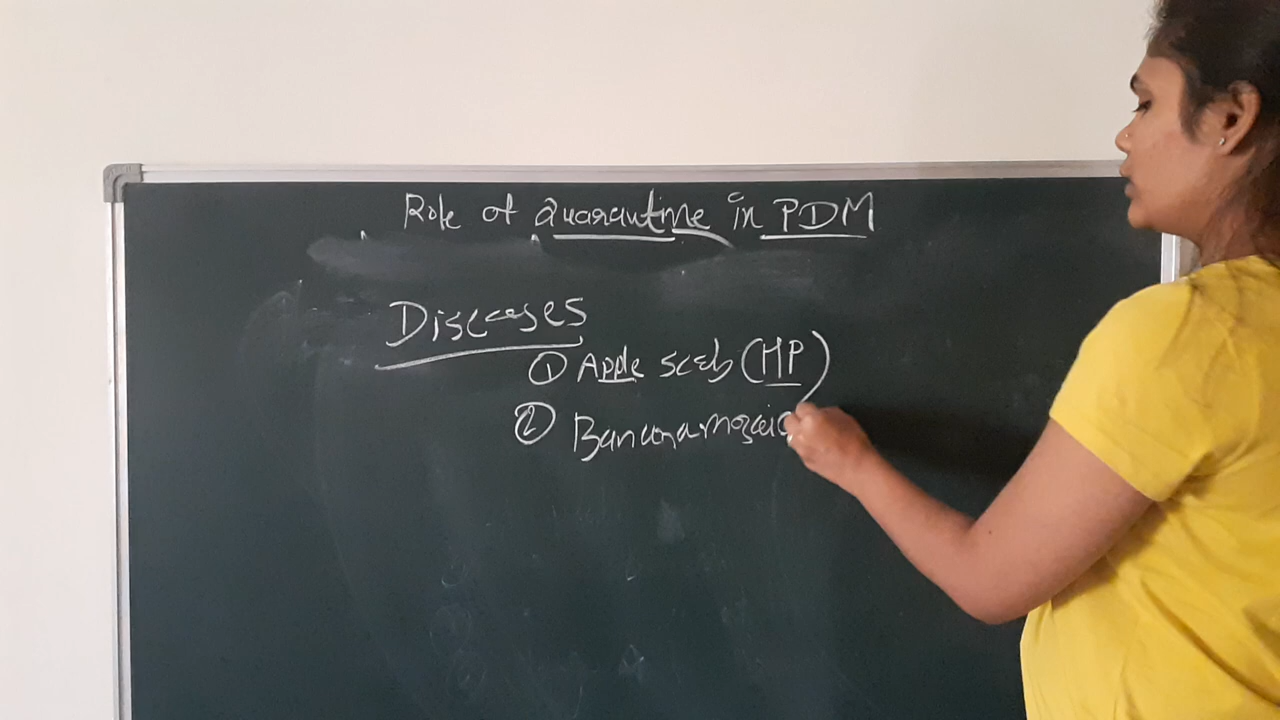 Role of Quarantine in PDM
Diseases
① Apple scab (HP)
② Banana mosaic